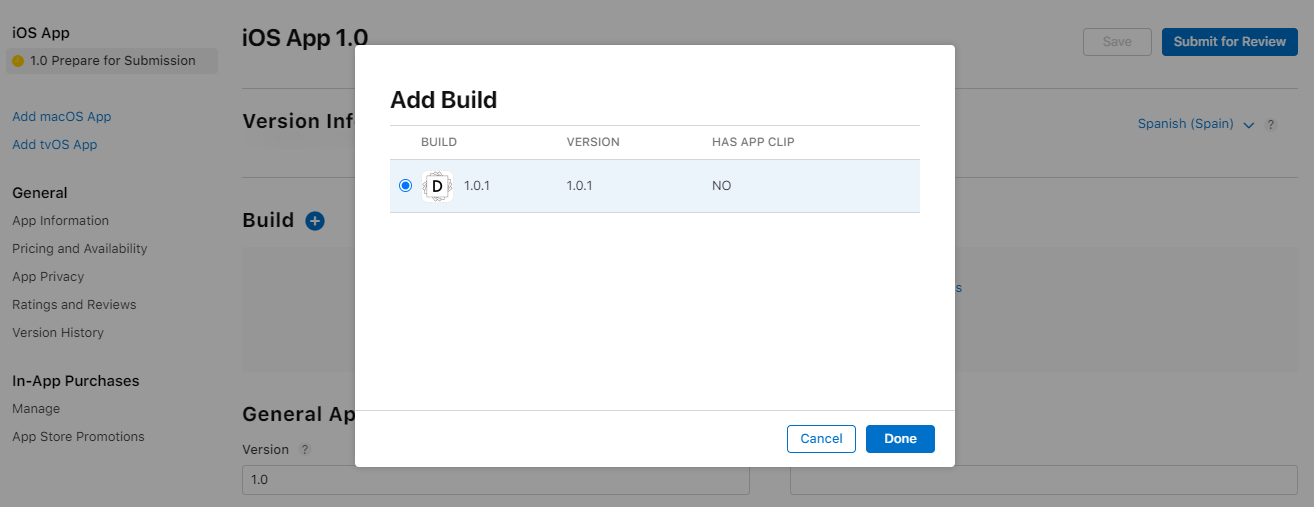 iOS App
1.0 Prepare for Submission
Add macOS App
Add tvOS App
General
App Information
Pricing and Availability
App Privacy
Ratings and Reviews
Version History
In-App Purchases
Manage
App Store Promotions
iOS App 1.0
Save
Submit for Review
Version Inf
Spanish (Spain)
?
Build
s
General Ap
Version ?
1.0
Add Build
BUILD VERSION HAS APP CLIP
D 1.0.1 1.0.1 NO
Cancel
Done